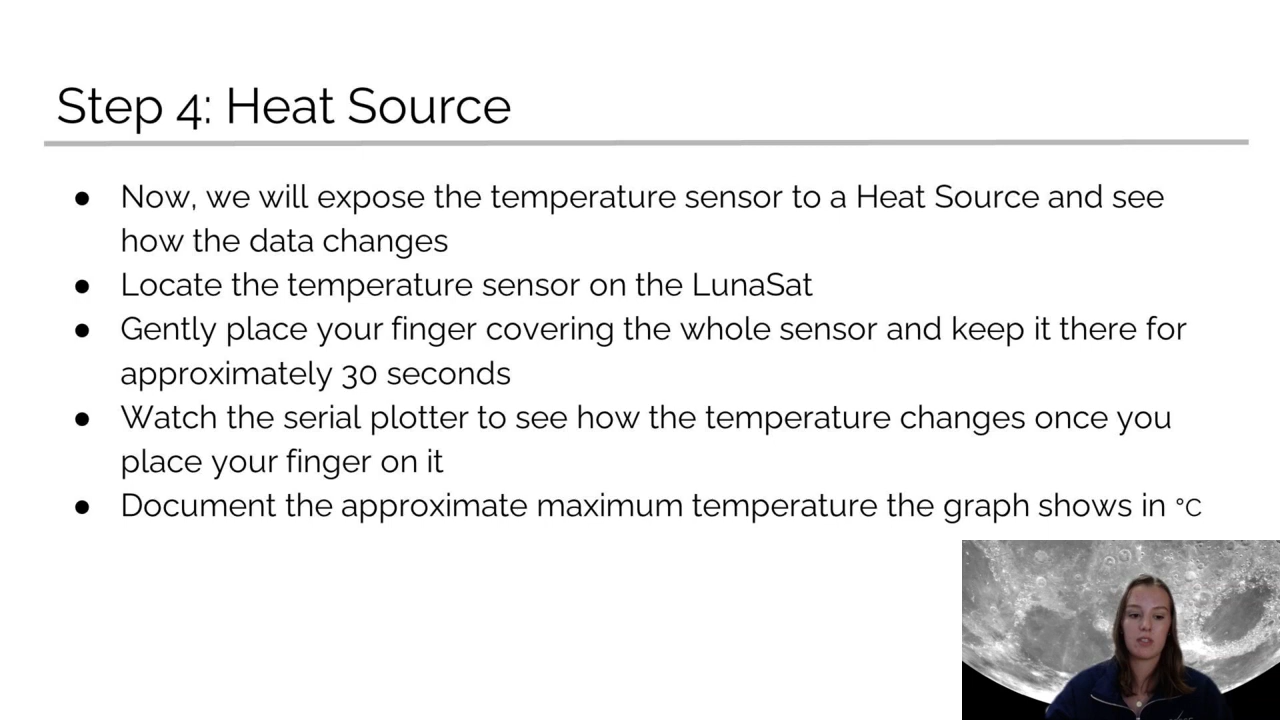 Step 4: Heat Source
● Now, we will expose the temperature sensor to a Heat Source and see
how the data changes
● Locate the temperature sensor on the LunaSat
● Gently place your finger covering the whole sensor and keep it there for
approximately 30 seconds
● Watch the serial plotter to see how the temperature changes once you
place your finger on it
● Document the approximate maximum temperature the graph shows in °C